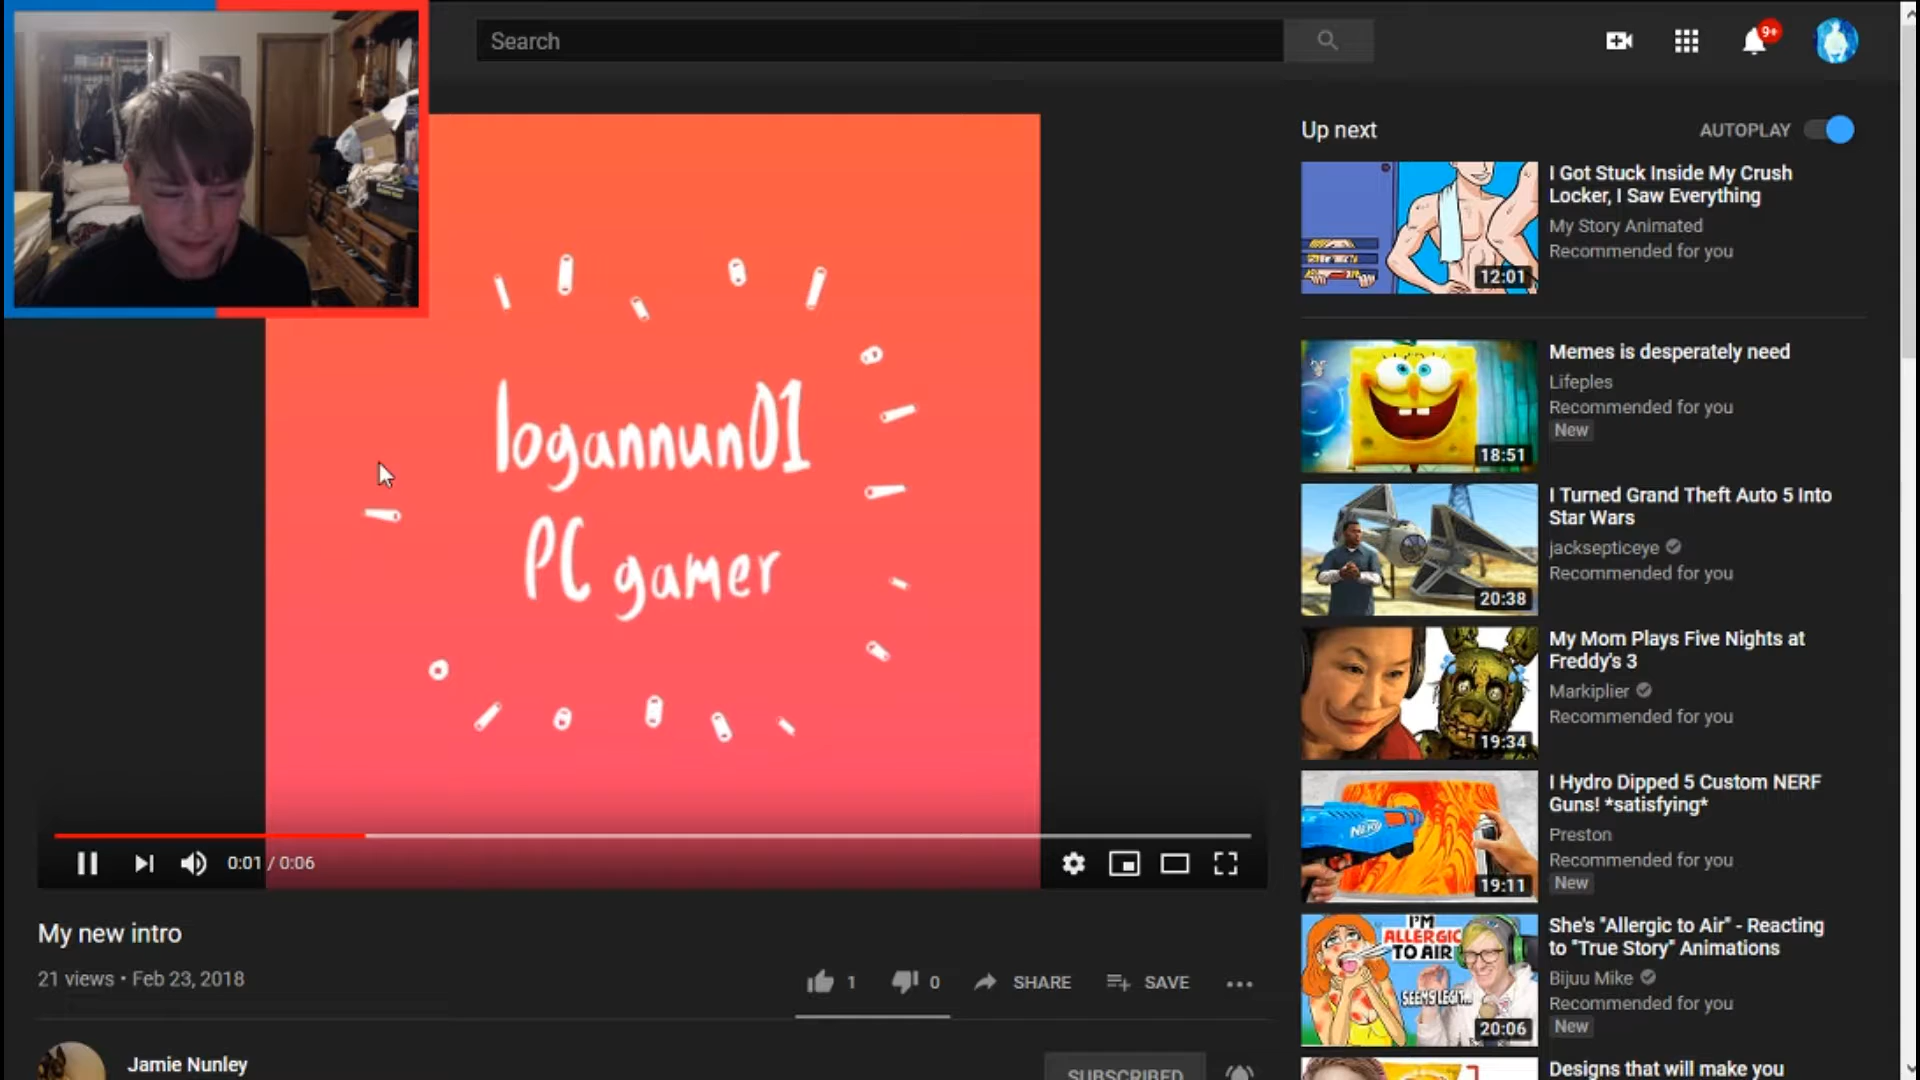 Search
9+
logannun01
PC gamer
0:01 / 0:06
My new intro
21 views • Feb 23, 2018
1
0
SHARE
SAVE
Jamie Nunley
SUBSCRIBED
Up next
AUTOPLAY
12:01
I Got Stuck Inside My Crush
Locker, I Saw Everything
My Story Animated
Recommended for you
18:51
Memes is desperately need
Lifeples
Recommended for you
New
20:38
I Turned Grand Theft Auto 5 Into
Star Wars
jacksepticeye
Recommended for you
19:34
My Mom Plays Five Nights at
Freddy's 3
Markiplier
Recommended for you
NERF
19:11
I Hydro Dipped 5 Custom NERF
Guns! *satisfying*
Preston
Recommended for you
New
I'M
ALLERGIC
TO AIR
SEEMS LEGIT...
20:06
She's "Allergic to Air" - Reacting
to "True Story" Animations
Bijuu Mike
Recommended for you
New
Designs that will make you